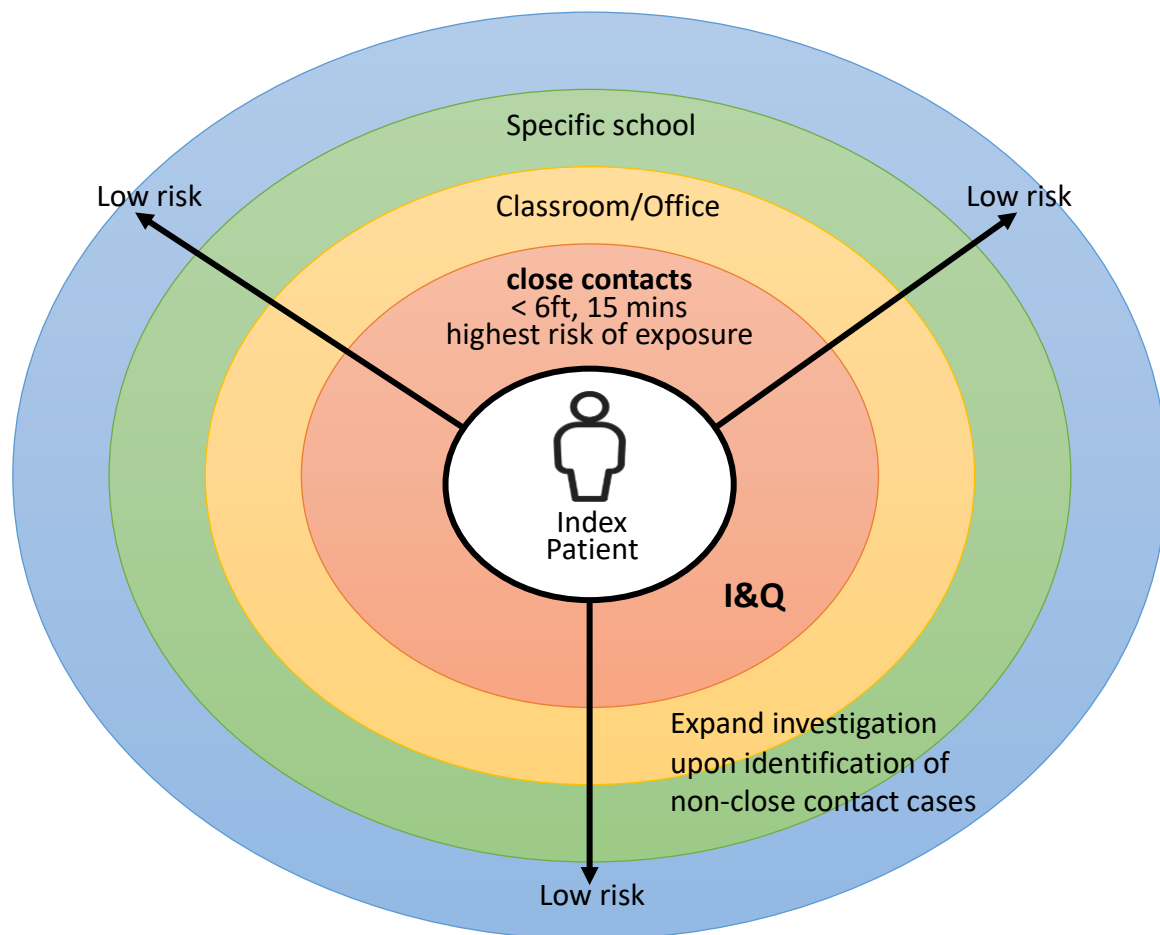 Specific school
Low risk
Low risk
Classroom/Office
close contacts
< 6ft, 15 mins
highest risk of exposure
Index
Patient
I&Q
Expand investigation
upon identification of
non-close contact cases
Low risk